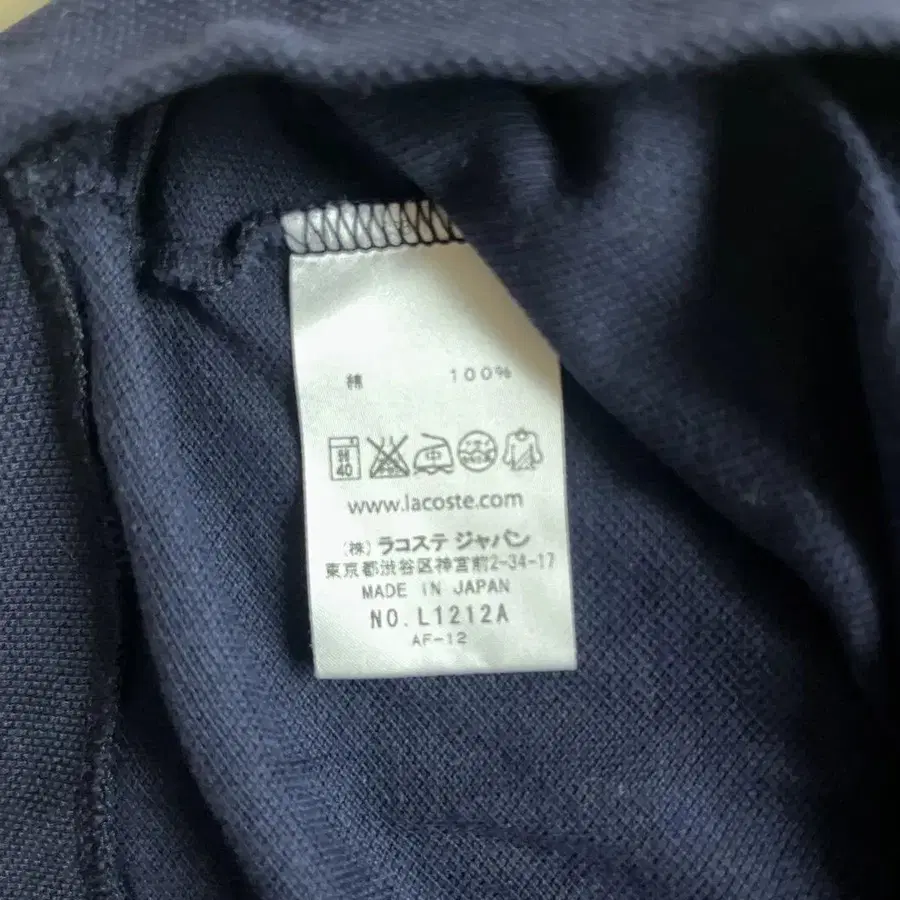 綿 100%
弱 40
www.lacoste.com
(株) ラコステ ジャパン
東京都渋谷区神宮前2-34-17
MADE IN JAPAN
NO. L1212A
AF-12